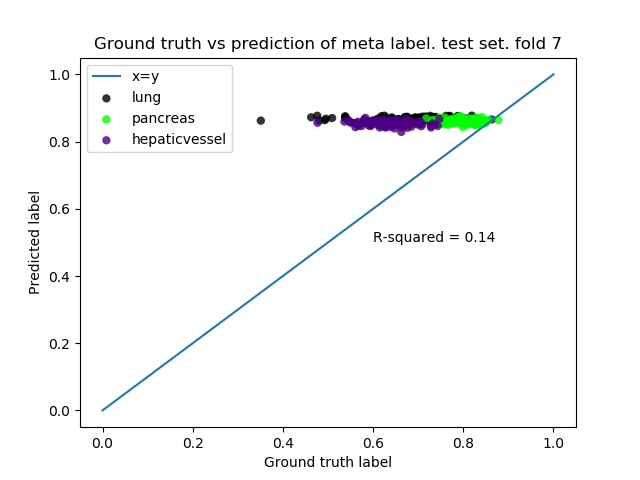 Ground truth vs prediction of meta label. test set. fold 7
x=y
lung
pancreas
hepaticvessel
R-squared = 0.14
Predicted label
1.0
0.8
0.6
0.4
0.2
0.0
0.0 0.2 0.4 0.6 0.8 1.0
Ground truth label